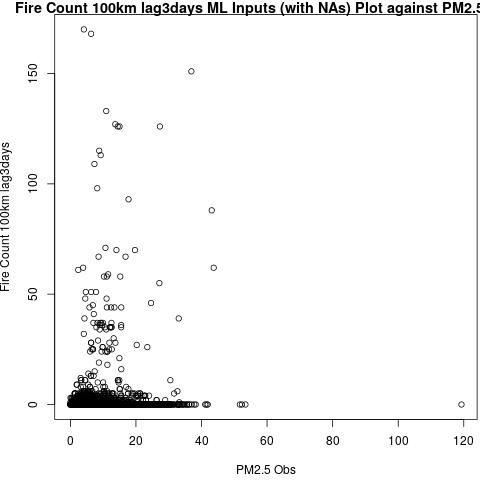 Fire Count 100km lag3days ML Inputs (with NAs) Plot against PM2.5
Fire Count 100km lag3days
150
100
50
0
0 20 40 60 80 100 120
PM2.5 Obs